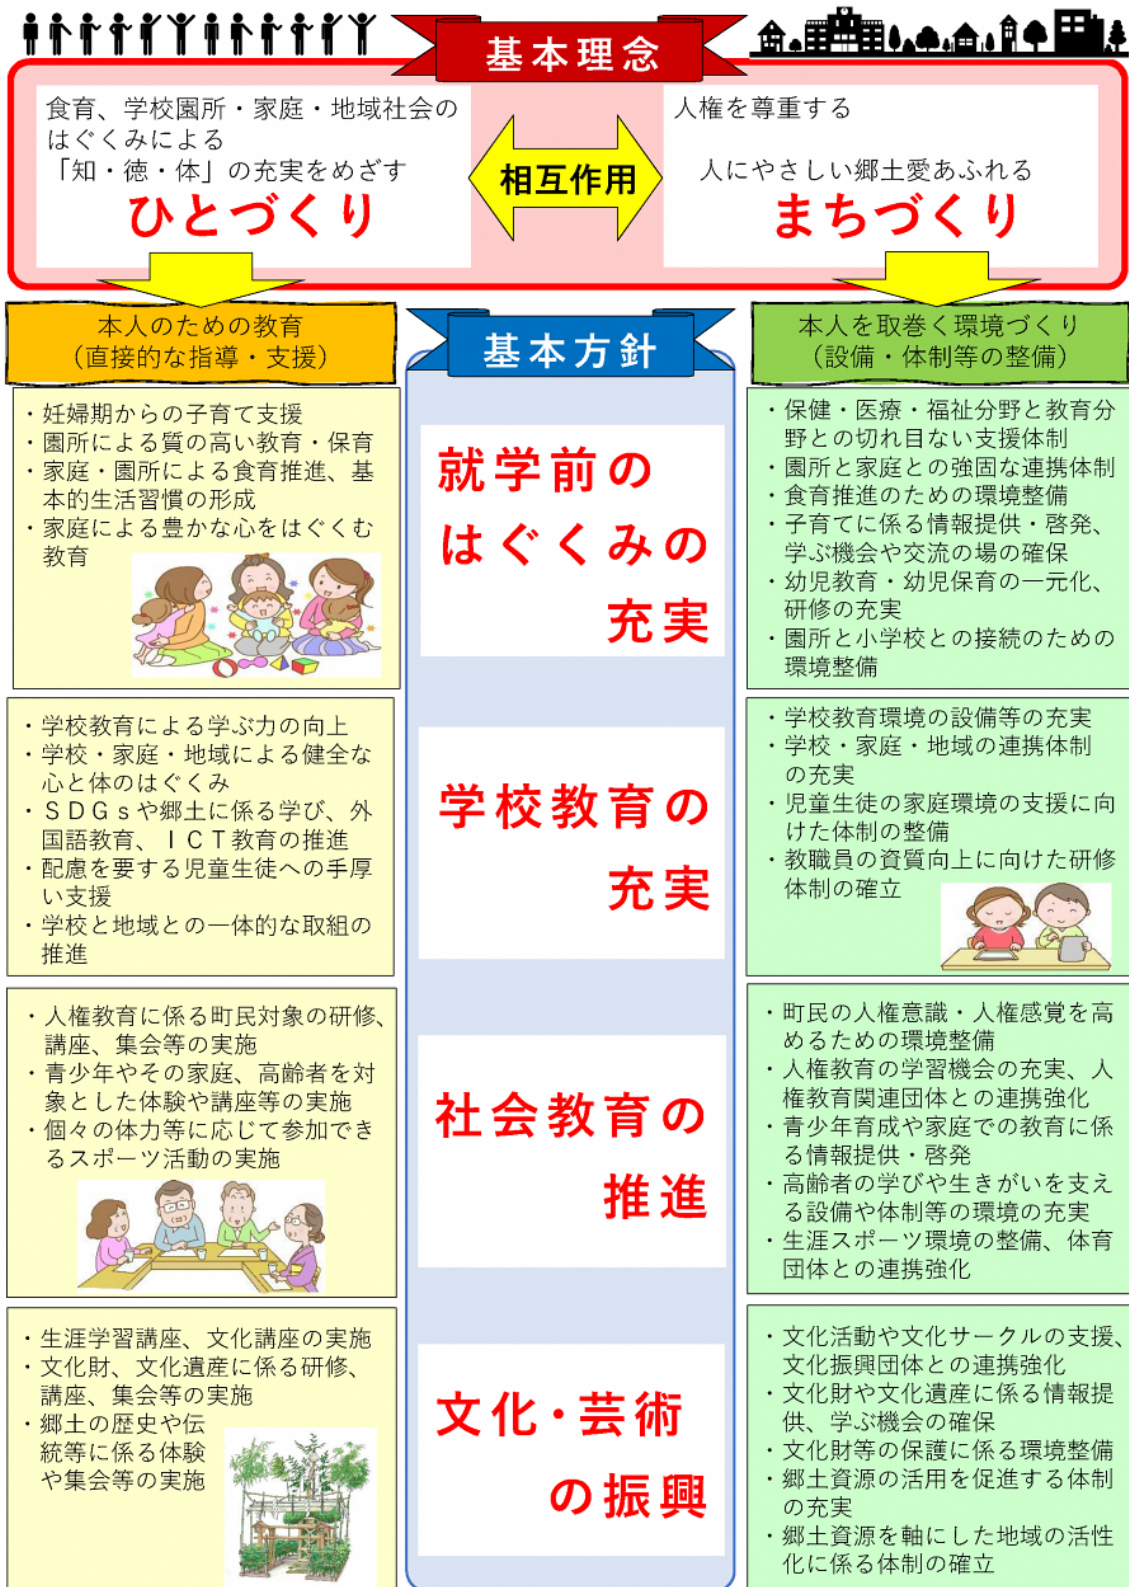 基本理念
食育、学校園所・家庭・地域社会の
はぐくみによる
「知・徳・体」の充実をめざす
ひとづくり
相互作用
人権を尊重する
人にやさしい郷土愛あふれる
まちづくり
本人のための教育
（直接的な指導・支援）
基本方針
本人を取巻く環境づくり
（設備・体制等の整備）
・妊婦期からの子育て支援
・園所による質の高い教育・保育
・家庭・園所による食育推進、基
本的生活習慣の形成
・家庭による豊かな心をはぐくむ
教育
就学前の
はぐくみの
充実
・保健・医療・福祉分野と教育分
野との切れ目ない支援体制
・園所と家庭との強固な連携体制
・食育推進のための環境整備
・子育てに係る情報提供・啓発、
学ぶ機会や交流の場の確保
・幼児教育・幼児保育の一元化、
研修の充実
・園所と小学校との接続のための
環境整備
・学校教育による学ぶ力の向上
・学校・家庭・地域による健全な
心と体のはぐくみ
・ＳＤＧｓや郷土に係る学び、外
国語教育、ＩＣＴ教育の推進
・配慮を要する児童生徒への手厚
い支援
・学校と地域との一体的な取組の
推進
学校教育の
充実
・学校教育環境の設備等の充実
・学校・家庭・地域の連携体制
の充実
・児童生徒の家庭環境の支援に向
けた体制の整備
・教職員の資質向上に向けた研修
体制の確立
・人権教育に係る町民対象の研修、
講座、集会等の実施
・青少年やその家庭、高齢者を対
象とした体験や講座等の実施
・個々の体力等に応じて参加でき
るスポーツ活動の実施
社会教育の
推進
・町民の人権意識・人権感覚を高
めるための環境整備
・人権教育の学習機会の充実、人
権教育関連団体との連携強化
・青少年育成や家庭での教育に係
る情報提供・啓発
・高齢者の学びや生きがいを支え
る設備や体制等の環境の充実
・生涯スポーツ環境の整備、体育
団体との連携強化
・生涯学習講座、文化講座の実施
・文化財、文化遺産に係る研修、
講座、集会等の実施
・郷土の歴史や伝
統等に係る体験
や集会等の実施
文化・芸術
の振興
・文化活動や文化サークルの支援、
文化振興団体との連携強化
・文化財や文化遺産に係る情報提
供、学ぶ機会の確保
・文化財等の保護に係る環境整備
・郷土資源の活用を促進する体制
の充実
・郷土資源を軸にした地域の活性
化に係る体制の確立